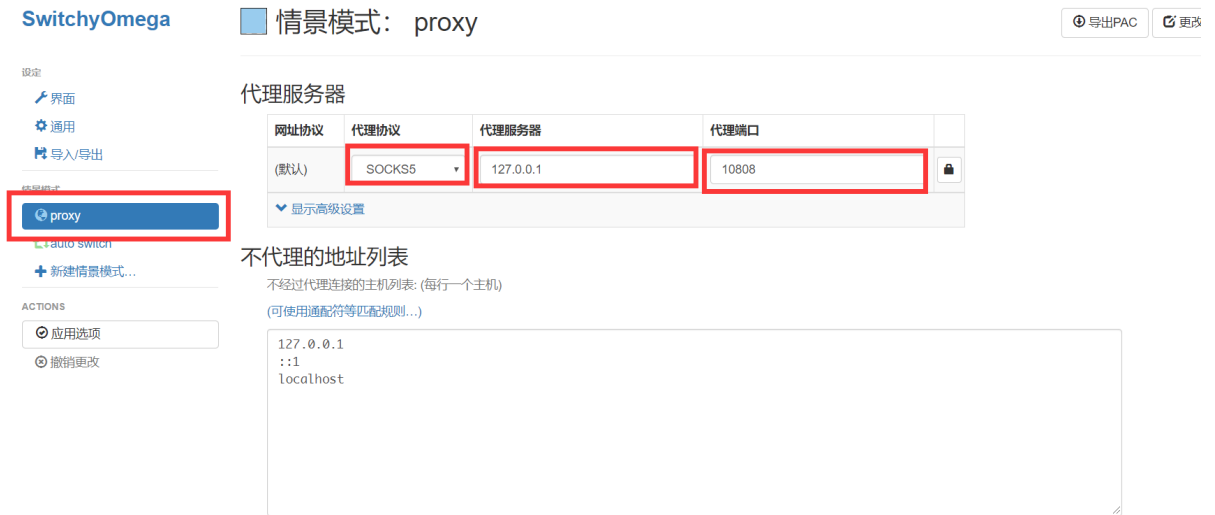 SwitchyOmega
情景模式： proxy
导出PAC
更改
设定
界面
通用
导入/导出
情景模式
proxy
auto switch
新建情景模式…
ACTIONS
应用选项
撤销更改
代理服务器
网址协议 代理协议 代理服务器 代理端口
(默认) SOCKS5 127.0.0.1 10808
显示高级设置
不代理的地址列表
不经过代理连接的主机列表: (每行一个主机)
(可使用通配符等匹配规则…)
127.0.0.1
::1
localhost